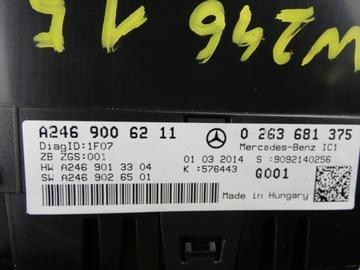 W246 15
A246 900 62 11
0 263 681 375
DiagID:1F07
Mercedes-Benz IC1
ZB ZGS:001
01 03 2014 S :9092140256
HW A246 901 33 04
K :576443
G001
SW A246 902 65 01
Made in Hungary